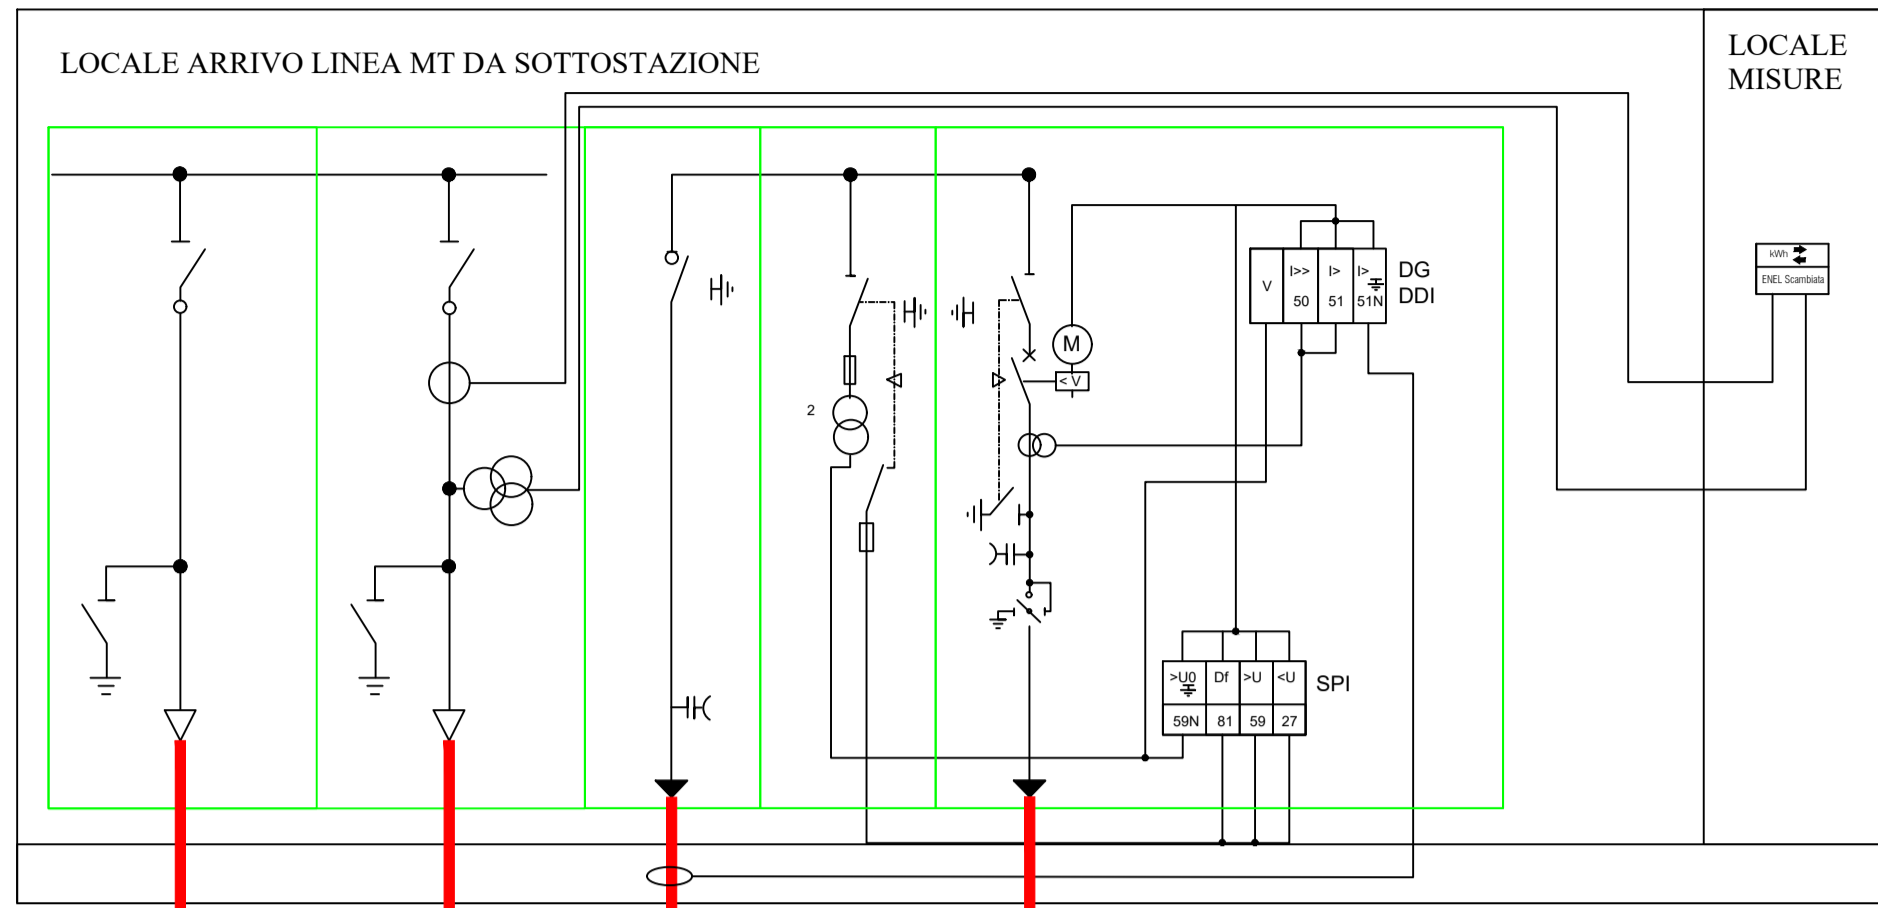 LOCALE ARRIVO LINEA MT DA SOTTOSTAZIONE
LOCALE
MISURE
kWh
ENEL Scambiata
V
I>>
50
I>
51
I>
51N
DG
DDI
M
< V
2
>U0
59N
Df
81
>U
59
<U
27
SPI